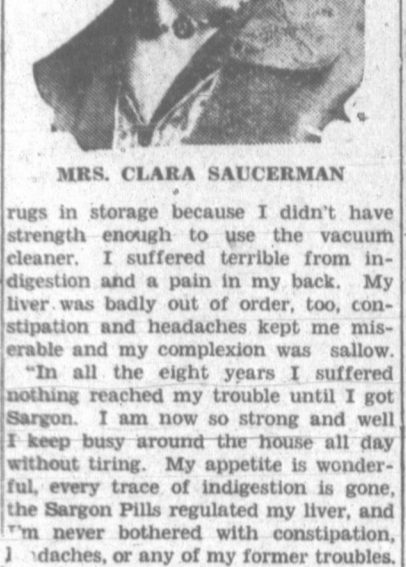 MRS. CLARA SAUCERMAN
rugs in storage because I didn't have
strength enough to use the vacuum
cleaner. I suffered terrible from in-
digestion and a pain in my back. My
liver was badly out of order, too, con-
stipation and headaches kept me mis-
erable and my complexion was sallow.
"In all the eight years I suffered
nothing reached my trouble until I got
Sargon. I am now so strong and well
I keep busy around the house all day
without tiring. My appetite is wonder-
ful, every trace of indigestion is gone,
the Sargon Pills regulated my liver, and
I'm never bothered with constipation,
daches, or any of my former troubles.